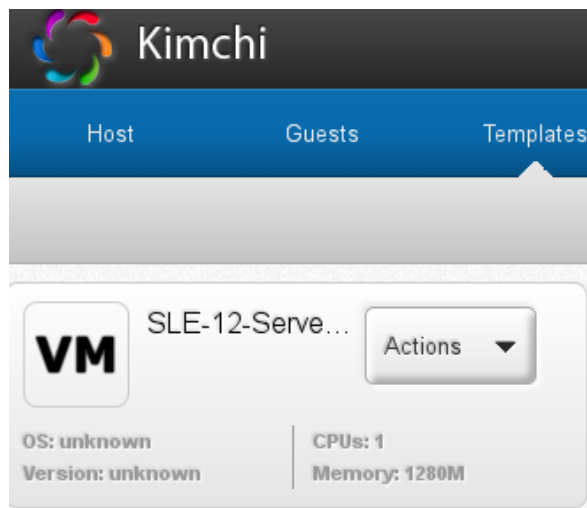 Kimchi
Host Guests Templates
VM
SLE-12-Serve...
Actions
OS: unknown
Version: unknown
CPUs: 1
Memory: 1280M